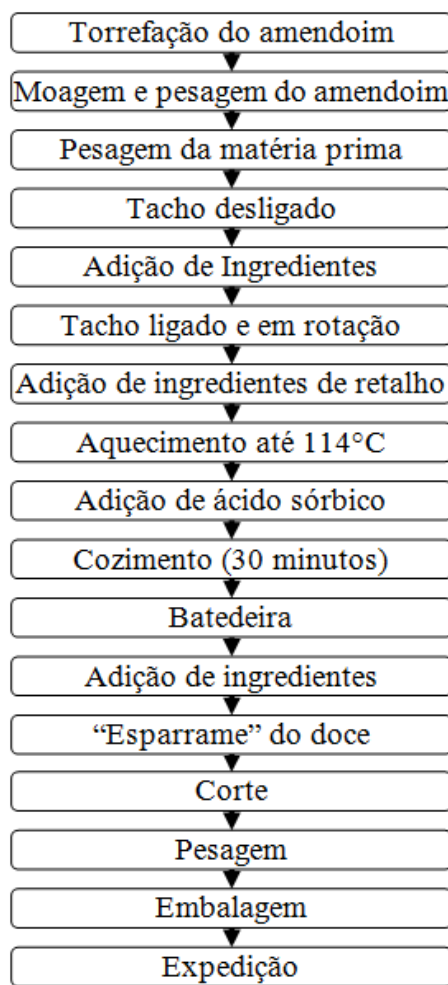 Torrefação do amendoim
Moagem e pesagem do amendoim
Pesagem da matéria prima
Tacho desligado
Adição de Ingredientes
Tacho ligado e em rotação
Adição de ingredientes de retalho
Aquecimento até 114°C
Adição de ácido sórbico
Cozimento (30 minutos)
Batedeira
Adição de ingredientes
“Esparrame” do doce
Corte
Pesagem
Embalagem
Expedição